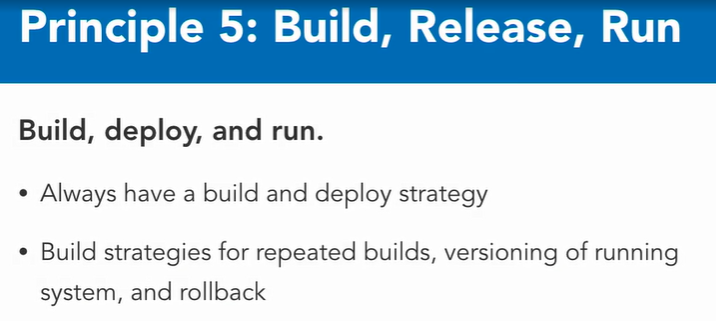 Principle 5: Build, Release, Run
Build, deploy, and run.
• Always have a build and deploy strategy
• Build strategies for repeated builds, versioning of running
system, and rollback